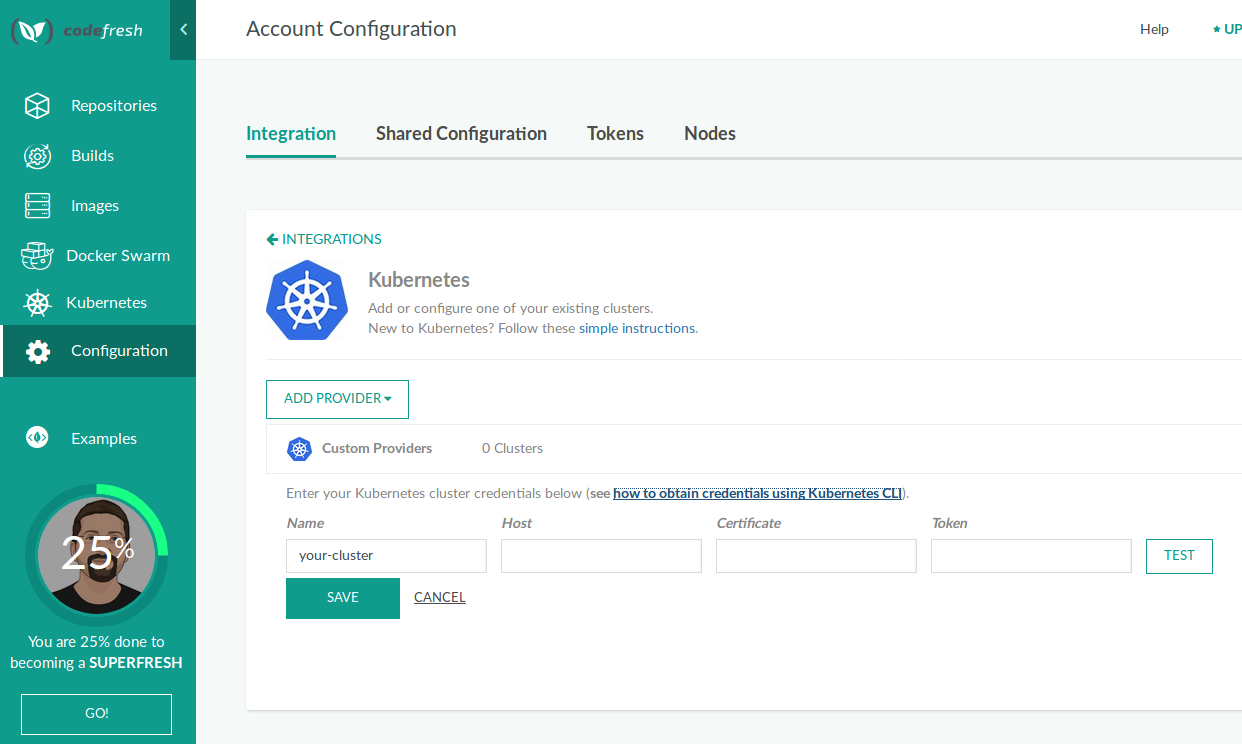 codefresh
Account Configuration
Help
UP
Repositories
Builds
Images
Docker Swarm
Kubernetes
Configuration
Examples
25%
You are 25% done to
becoming a SUPERFRESH
GO!
Integration Shared Configuration Tokens Nodes
INTEGRATIONS
Kubernetes
Add or configure one of your existing clusters.
New to Kubernetes? Follow these simple instructions.
ADD PROVIDER
Custom Providers 0 Clusters
Enter your Kubernetes cluster credentials below (see how to obtain credentials using Kubernetes CLI).
Name Host Certificate Token
your-cluster TEST
SAVE CANCEL